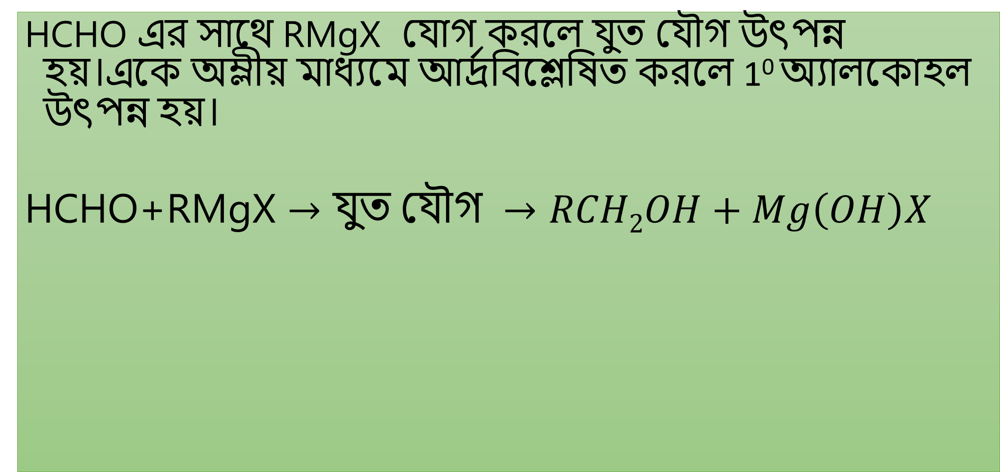 HCHO এর সাথে RMgX যোগ করলে যুত যৌগ উৎপন্ন
হয়।একে অম্লীয় মাধ্যমে আর্দ্রবিশ্লেষিত করলে 1⁰ অ্যালকোহল
উৎপন্ন হয়।
HCHO+RMgX → যুত যৌগ → RCH₂OH + Mg(OH)X